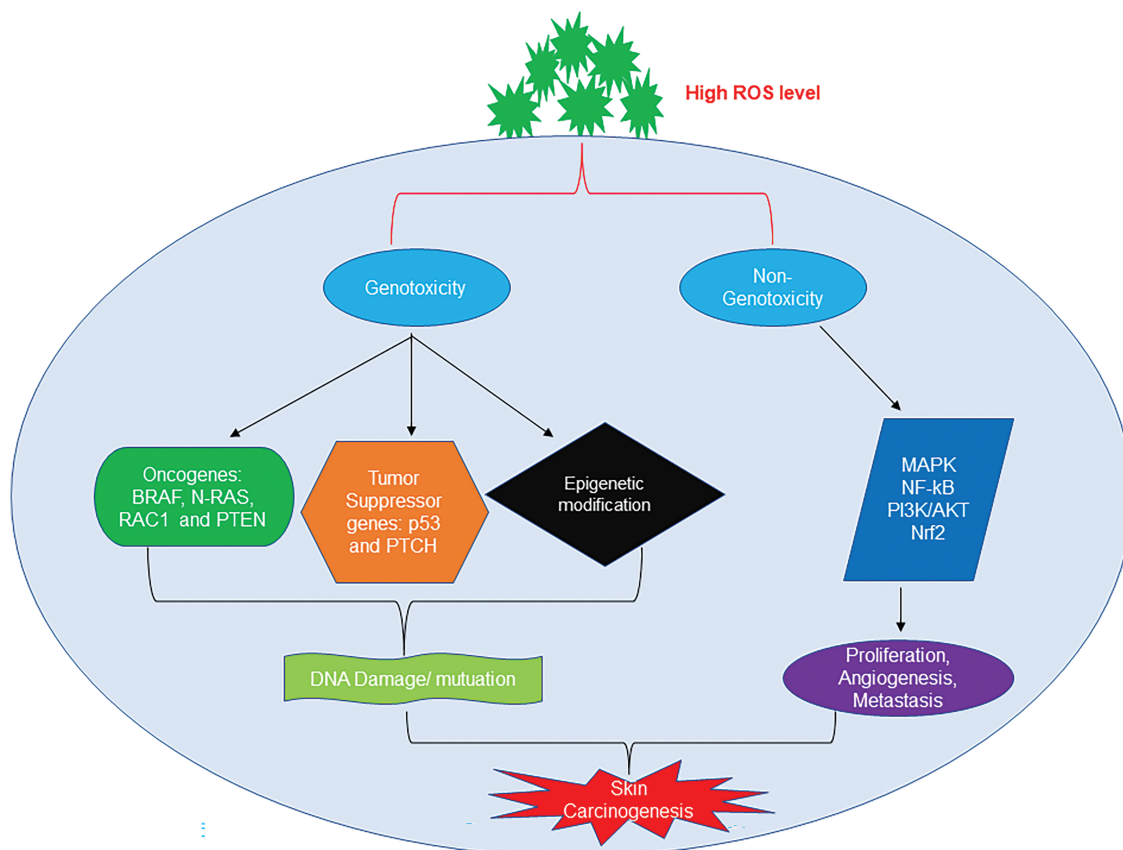 High ROS level
Genotoxicity
Non-
Genotoxicity
Oncogenes:
BRAF, N-RAS,
RAC1 and PTEN
Tumor
Suppressor
genes: p53
and PTCH
Epigenetic
modification
MAPK
NF-kB
PI3K/AKT
Nrf2
DNA Damage/ mutuation
Proliferation,
Angiogenesis,
Metastasis
Skin
Carcinogenesis